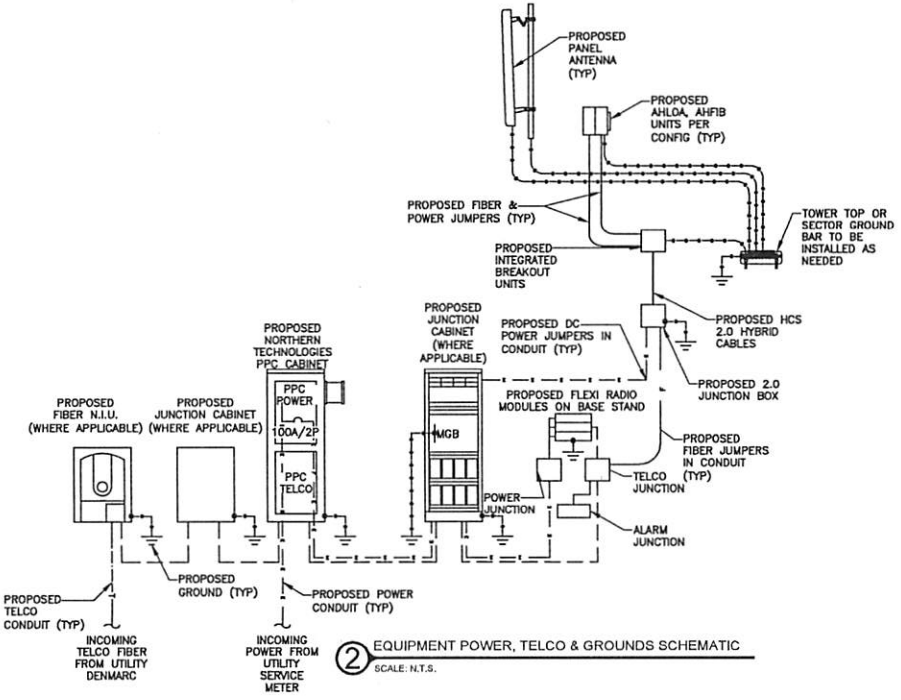 PROPOSED
PANEL
ANTENNA
(TYP)
PROPOSED
AHLOA, AHFIB
UNITS PER
CONFIG (TYP)
PROPOSED FIBER &
POWER JUMPERS (TYP)
TOWER TOP OR
SECTOR GROUND
BAR TO BE
INSTALLED AS
NEEDED
PROPOSED
INTEGRATED
BREAKOUT
UNITS
PROPOSED
JUNCTION
CABINET
(WHERE
APPLICABLE)
PROPOSED DC
POWER JUMPERS IN
CONDUIT (TYP)
PROPOSED HCS
2.0 HYBRID
CABLES
PROPOSED
NORTHERN
TECHNOLOGIES
PPC CABINET
PROPOSED 2.0
JUNCTION BOX
PROPOSED
FIBER N.I.U.
(WHERE APPLICABLE)
PROPOSED
JUNCTION CABINET
(WHERE APPLICABLE)
PPC
POWER
100A/2P
PPC
TELCO
MGB
PROPOSED FLEXI RADIO
MODULES ON BASE STAND
PROPOSED
FIBER JUMPERS
IN CONDUIT
(TYP)
TELCO
JUNCTION
POWER
JUNCTION
ALARM
JUNCTION
PROPOSED
GROUND (TYP)
PROPOSED
TELCO
CONDUIT (TYP)
PROPOSED POWER
CONDUIT (TYP)
INCOMING
TELCO FIBER
FROM UTILITY
DENMARC
INCOMING
POWER FROM
UTILITY
SERVICE
METER
2 EQUIPMENT POWER, TELCO & GROUNDS SCHEMATIC
SCALE: N.T.S.